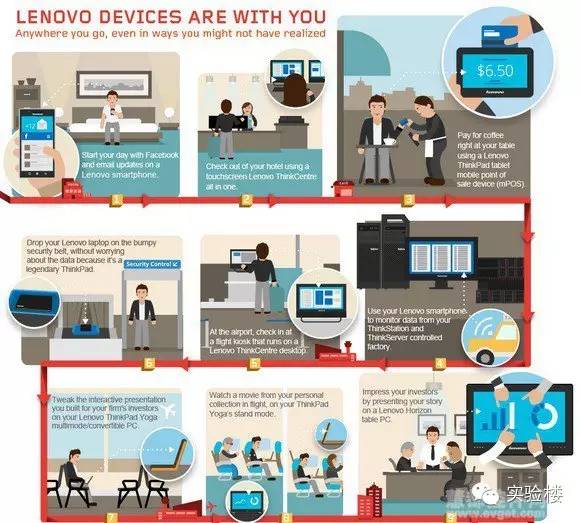 LENOVO DEVICES ARE WITH YOU
Anywhere you go, even in ways you might not have realized
+12
Start your day with Facebook
and email updates on a
Lenovo smartphone.
Check out of your hotel using a
touchscreen Lenovo ThinkCentre
all in one.
$6.50
Pay for coffee
right at your table
using a Lenovo
ThinkPad tablet
mobile point of
sale device (mPOS)
1
2
3
Drop your Lenovo laptop on the bumpy
security belt, without worrying
about the data because it's a
legendary ThinkPad.
Security Control
At the airport, check in at
a flight kiosk that runs on a
Lenovo ThinkCentre desktop.
Use your Lenovo smartphone
to monitor data from your
ThinkStation and
ThinkServer controlled
factory.
6
5
4
Tweak the interactive presentation
you built for your firm's investors
on your Lenovo ThinkPad Yoga
multimode/convertible PC.
Watch a movie from your personal
collection in flight, on your ThinkPad
Yoga's stand mode.
Impress your investors
by presenting your story
on a Lenovo Horizon
table PC.
实验楼
www.evget.com
7